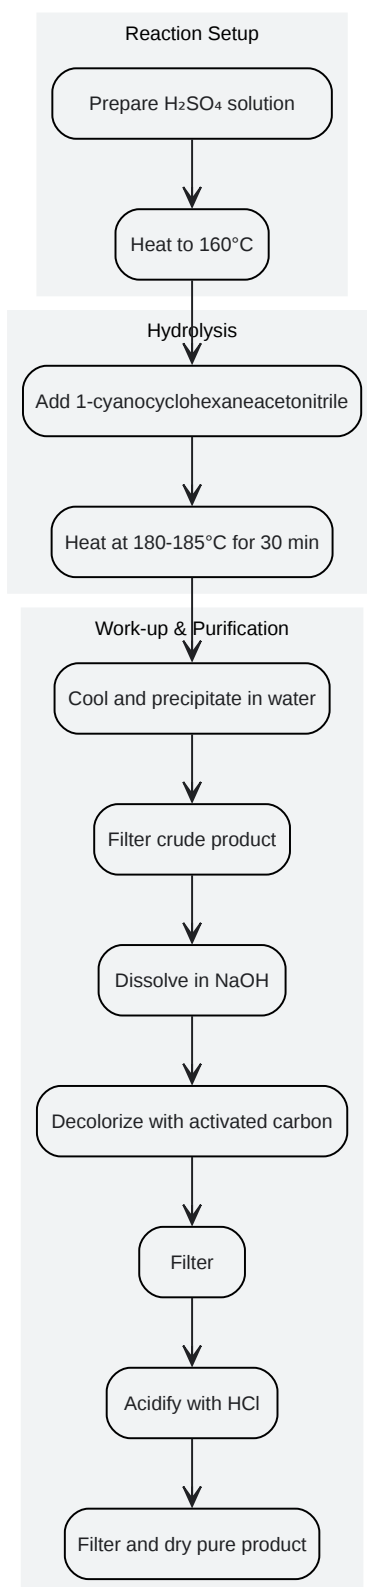 Reaction Setup
Prepare H₂SO₄ solution
Heat to 160°C
Hydrolysis
Add 1-cyanocyclohexaneacetonitrile
Heat at 180-185°C for 30 min
Work-up & Purification
Cool and precipitate in water
Filter crude product
Dissolve in NaOH
Decolorize with activated carbon
Filter
Acidify with HCl
Filter and dry pure product